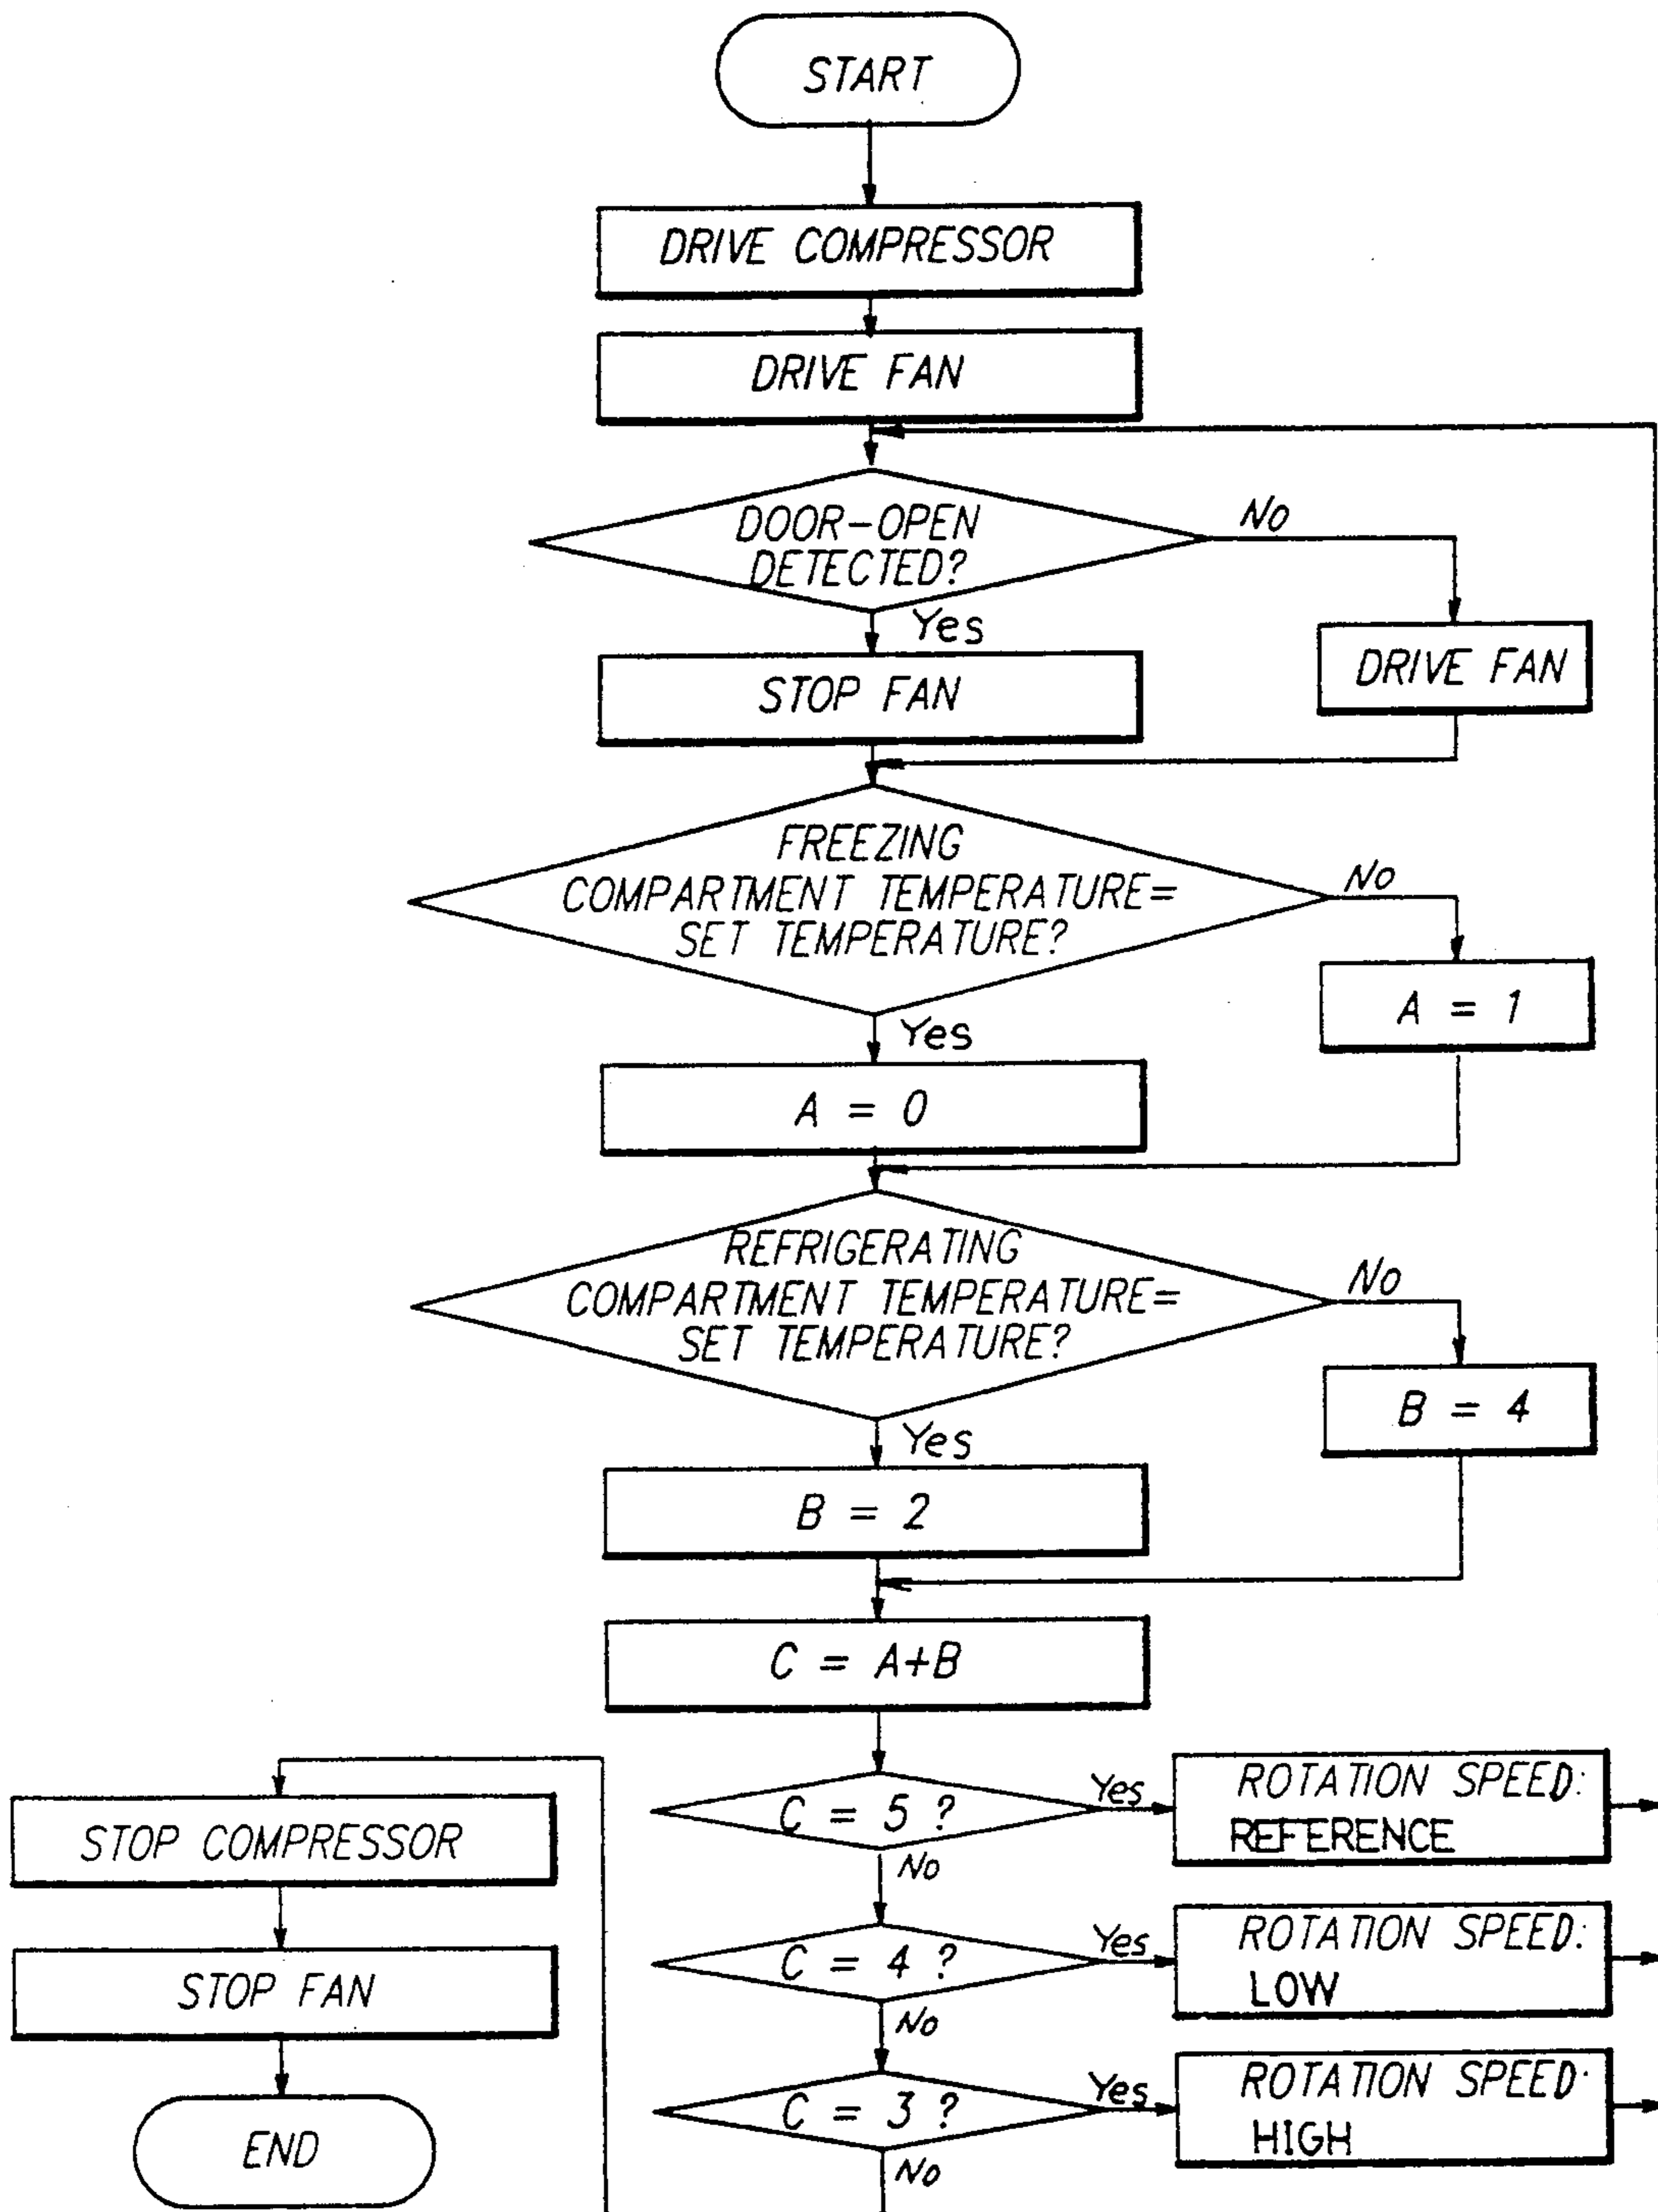 START
DRIVE COMPRESSOR
DRIVE FAN
DOOR-OPEN
DETECTED?
No
Yes
STOP FAN
DRIVE FAN
FREEZING
COMPARTMENT TEMPERATURE=
SET TEMPERATURE?
No
Yes
A = 1
A = 0
REFRIGERATING
COMPARTMENT TEMPERATURE=
SET TEMPERATURE?
No
Yes
B = 4
B = 2
C = A+B
C = 5 ?
Yes
ROTATION SPEED:
REFERENCE
No
C = 4 ?
Yes
ROTATION SPEED:
LOW
No
C = 3 ?
Yes
ROTATION SPEED:
HIGH
No
STOP COMPRESSOR
STOP FAN
END